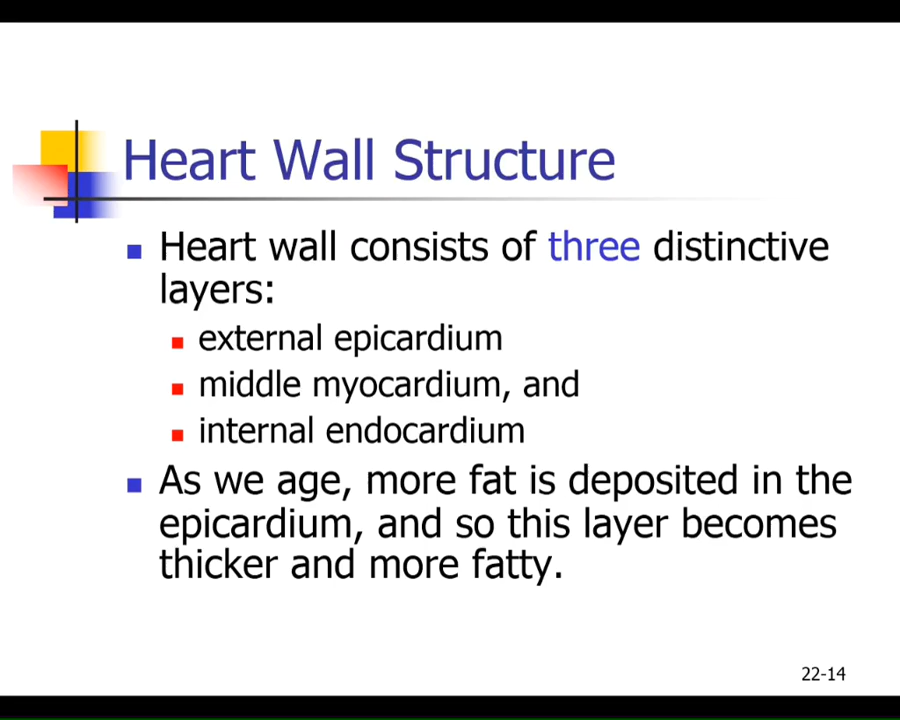 Heart Wall Structure
Heart wall consists of three distinctive
layers:
external epicardium
middle myocardium, and
internal endocardium
As we age, more fat is deposited in the
epicardium, and so this layer becomes
thicker and more fatty.
22-14